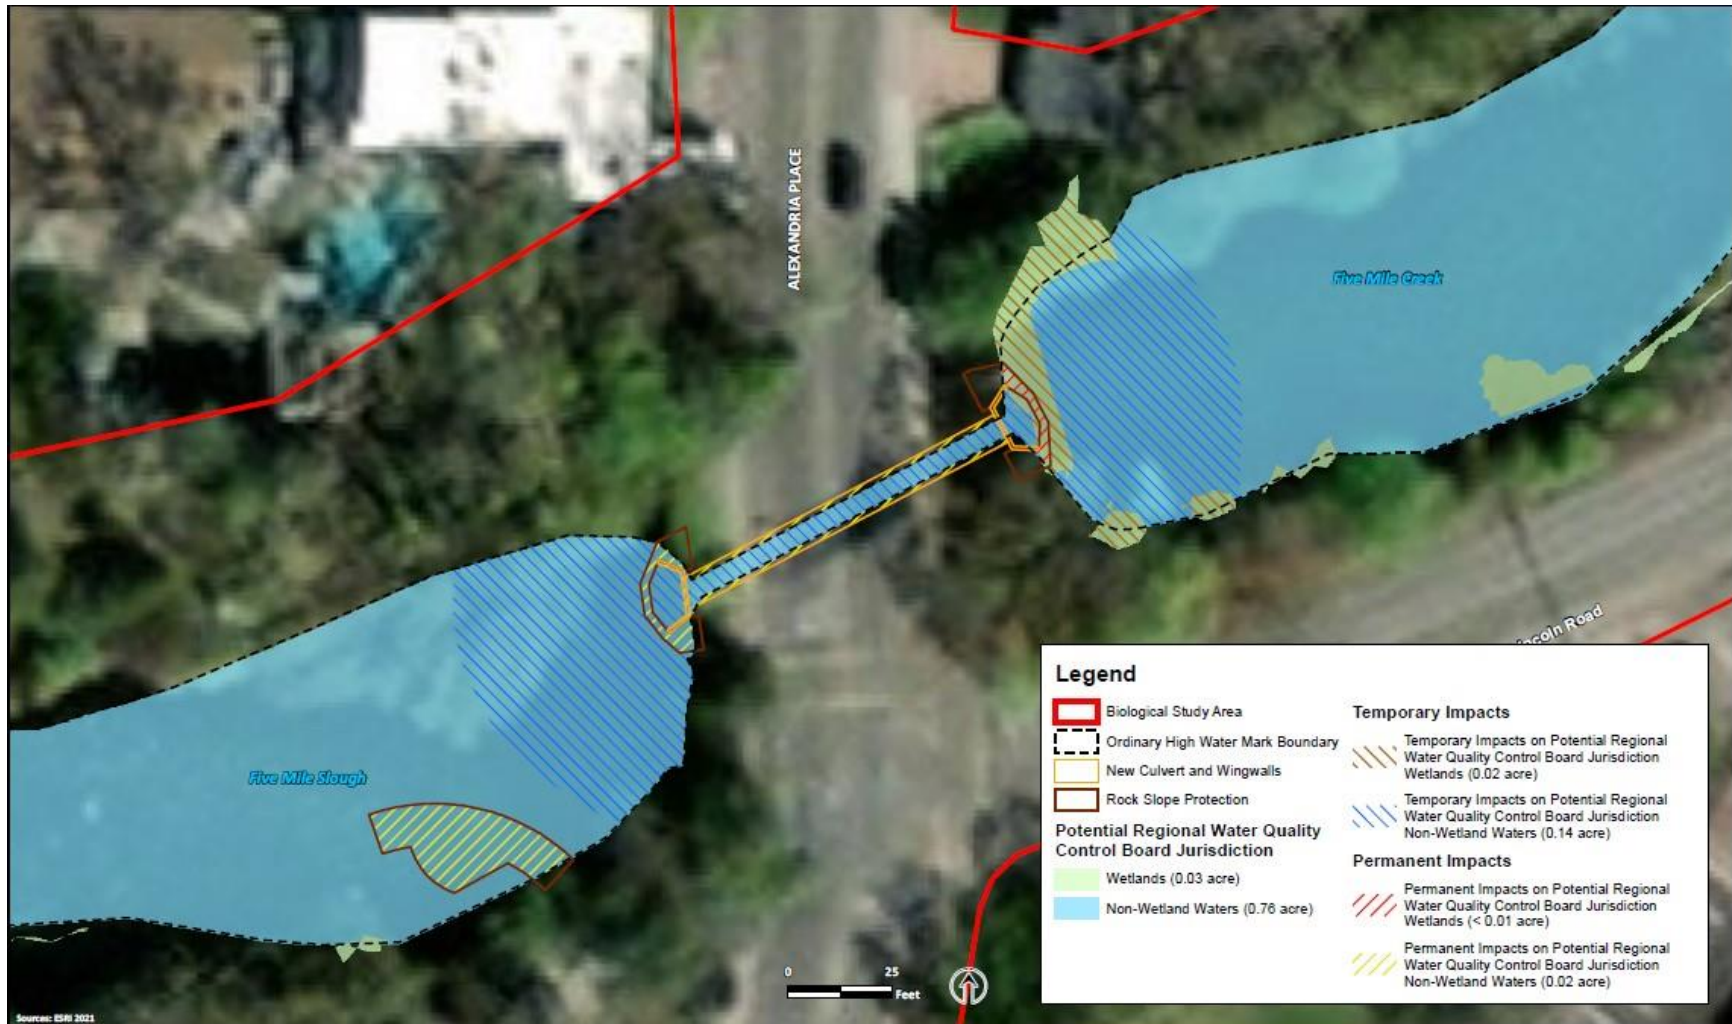 ALEXANDRIA PLACE
Five Mile Creek
Five Mile Slough
incoln Road
0 25
Feet
Sources: ESRI 2021
Legend
Biological Study Area
Ordinary High Water Mark Boundary
New Culvert and Wingwalls
Rock Slope Protection
Potential Regional Water Quality
Control Board Jurisdiction
Wetlands (0.03 acre)
Non-Wetland Waters (0.76 acre)
Temporary Impacts
Temporary Impacts on Potential Regional
Water Quality Control Board Jurisdiction
Wetlands (0.02 acre)
Temporary Impacts on Potential Regional
Water Quality Control Board Jurisdiction
Non-Wetland Waters (0.14 acre)
Permanent Impacts
Permanent Impacts on Potential Regional
Water Quality Control Board Jurisdiction
Wetlands (< 0.01 acre)
Permanent Impacts on Potential Regional
Water Quality Control Board Jurisdiction
Non-Wetland Waters (0.02 acre)